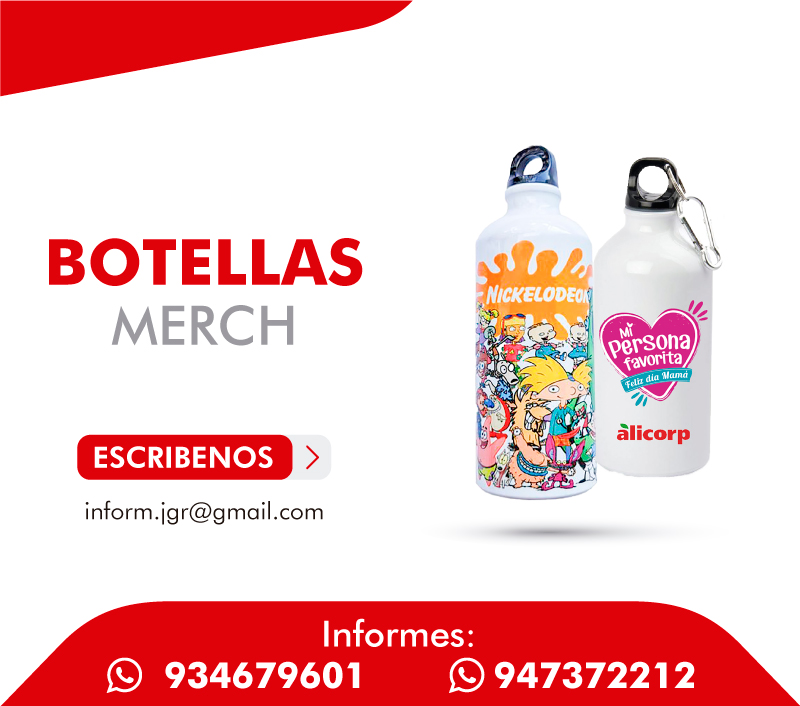 BOTELLAS
MERCH
ESCRIBENOS
inform.jgr@gmail.com
NICKELODEON
Mi
persona
favorita
Feliz día Mamá
alicorp
Informes:
934679601
947372212